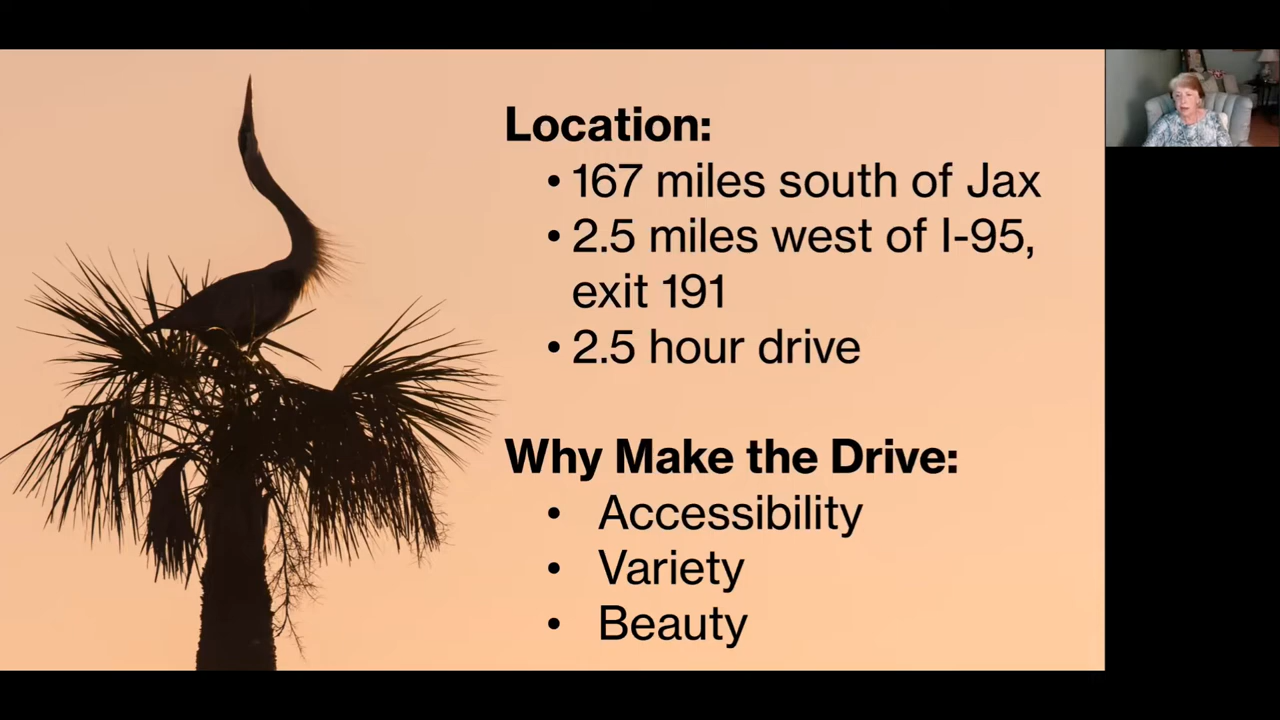 Location:
• 167 miles south of Jax
• 2.5 miles west of I-95,
exit 191
• 2.5 hour drive
Why Make the Drive:
• Accessibility
• Variety
• Beauty